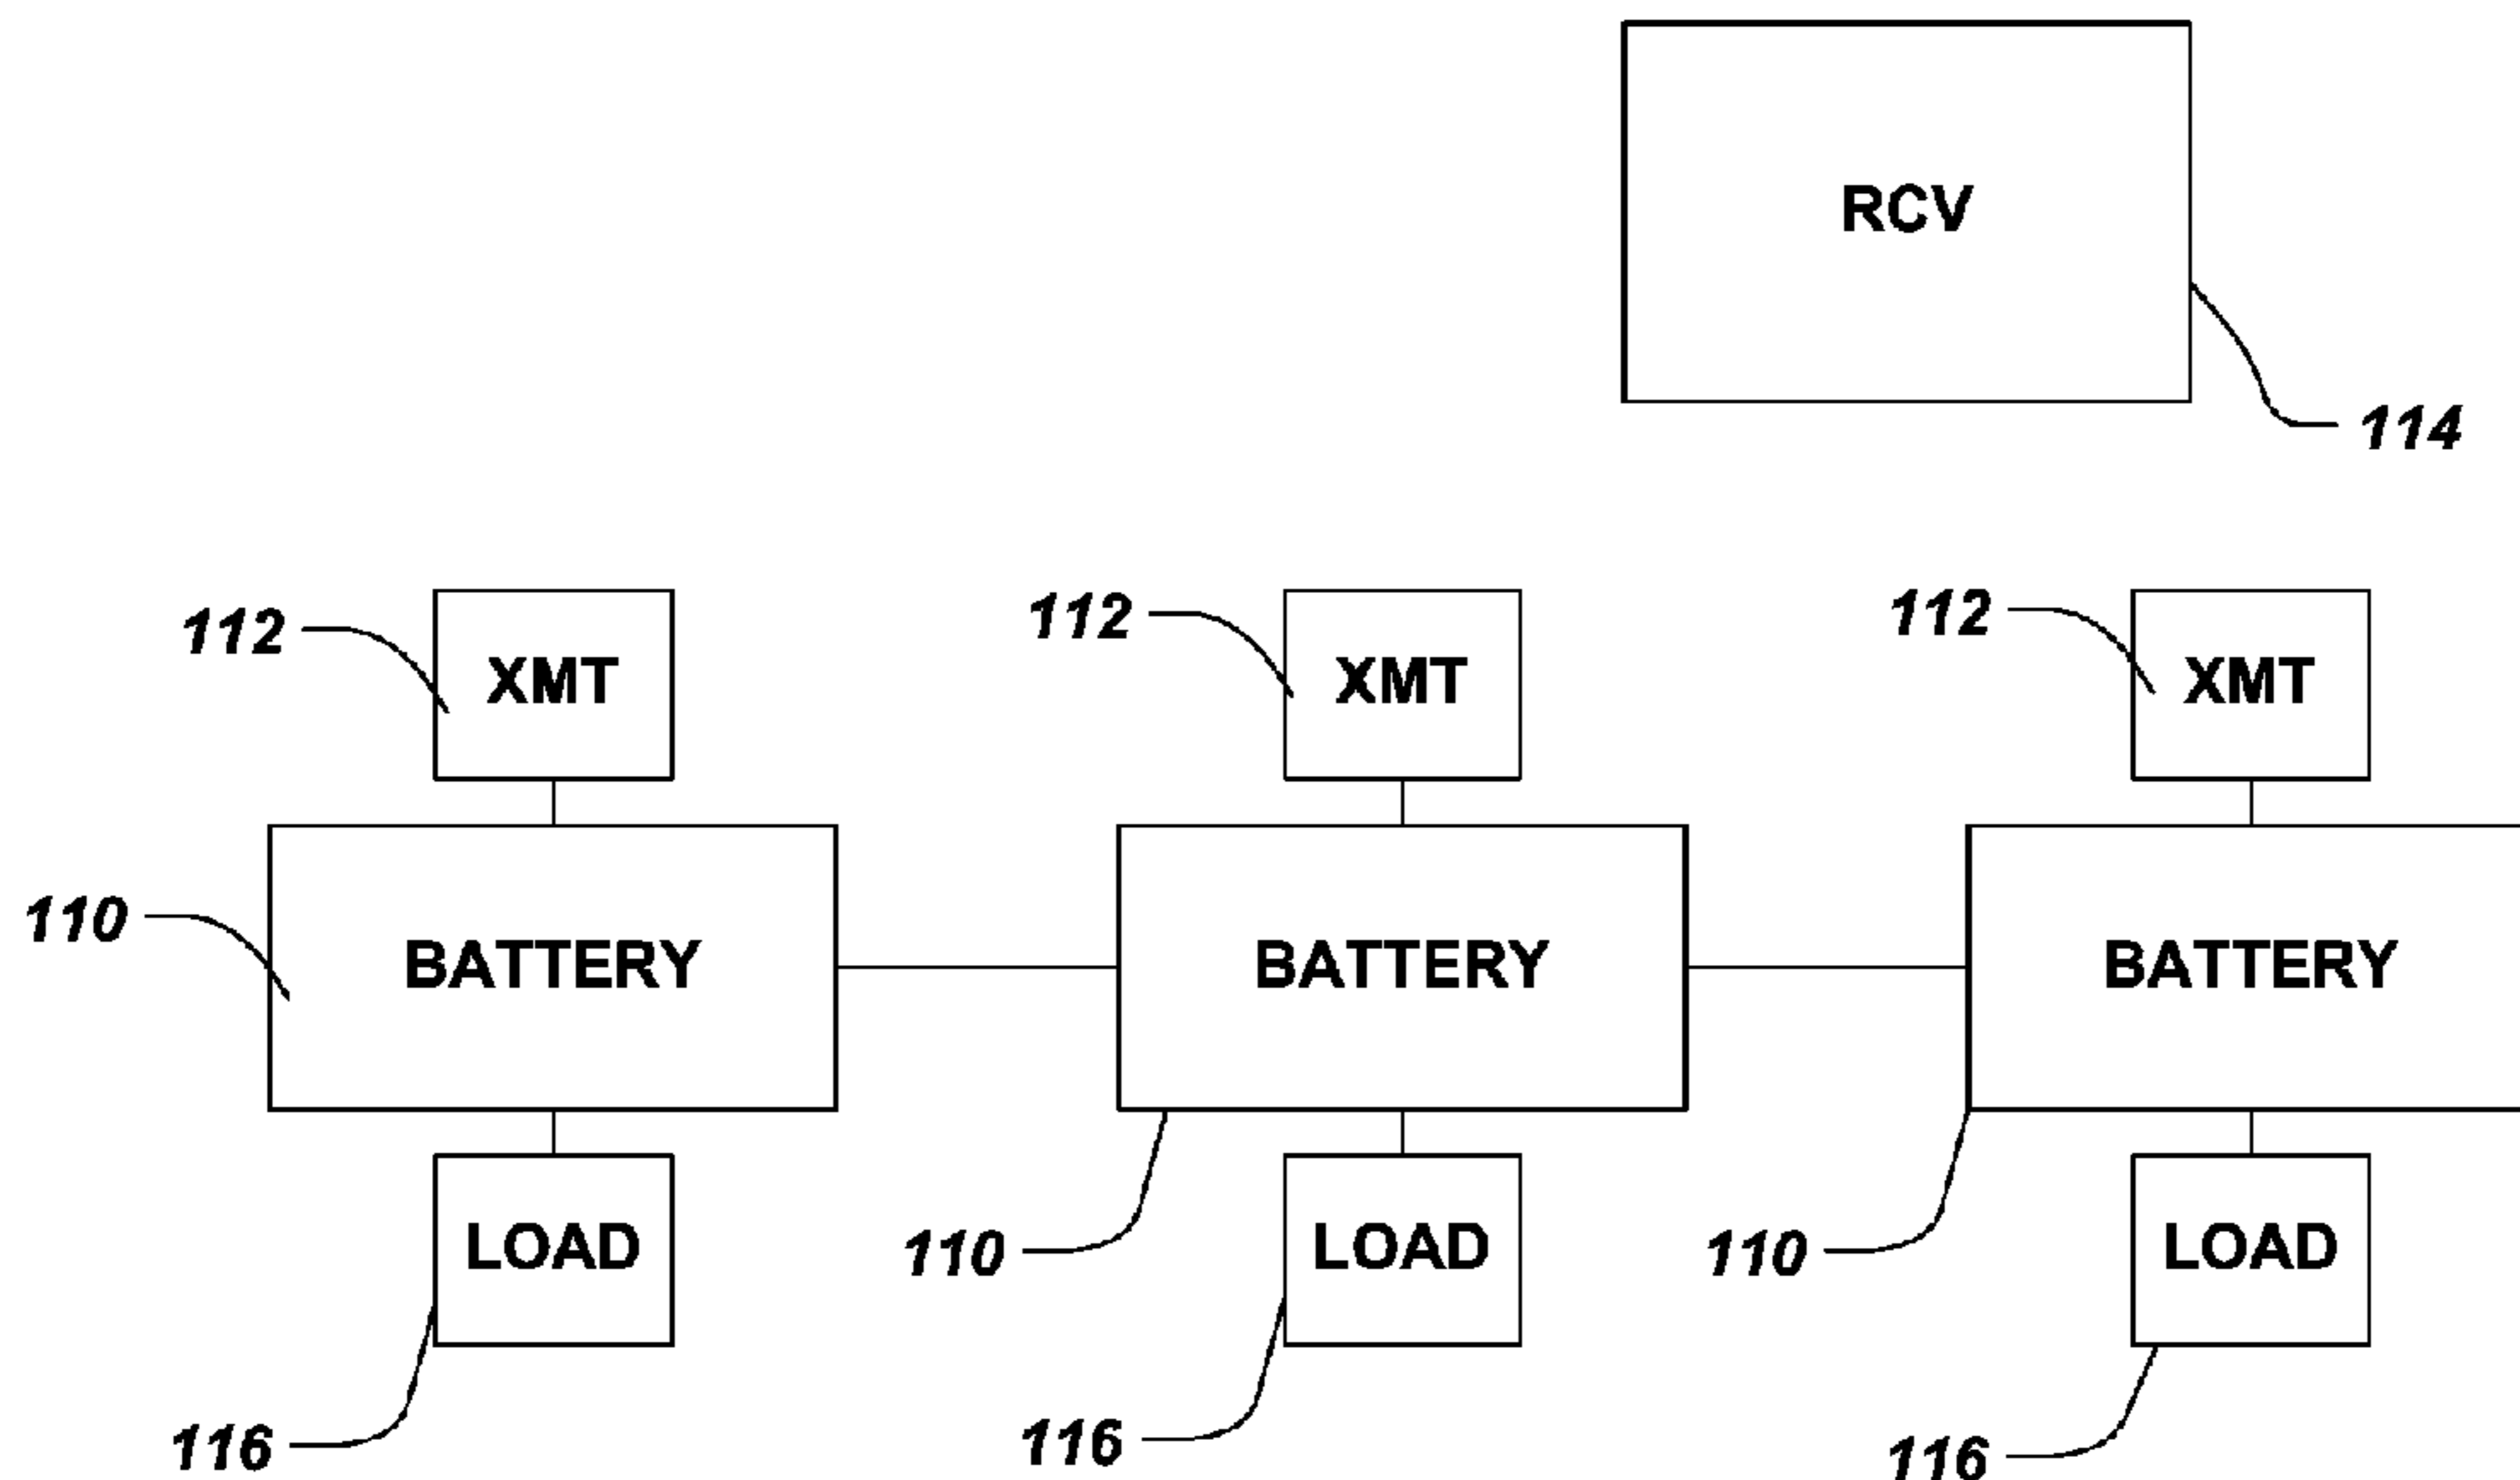 RCV
114
112 XMT 112 XMT 112 XMT
110 BATTERY BATTERY BATTERY
LOAD LOAD LOAD
110 110
116 116 116